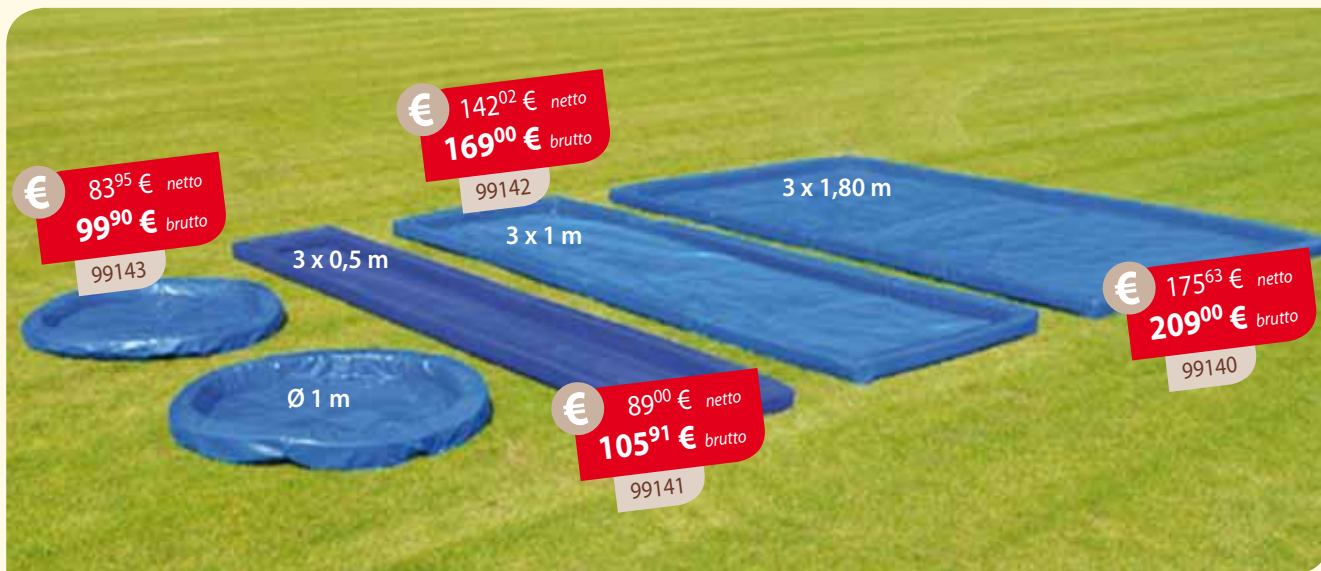 € 142⁰² € netto
169⁰⁰ € brutto
99142
€ 83⁹⁵ € netto
99⁹⁰ € brutto
99143
3 x 1,80 m
3 x 1 m
3 x 0,5 m
€ 175⁶³ € netto
209⁰⁰ € brutto
99140
Ø 1 m
€ 89⁰⁰ € netto
105⁹¹ € brutto
99141